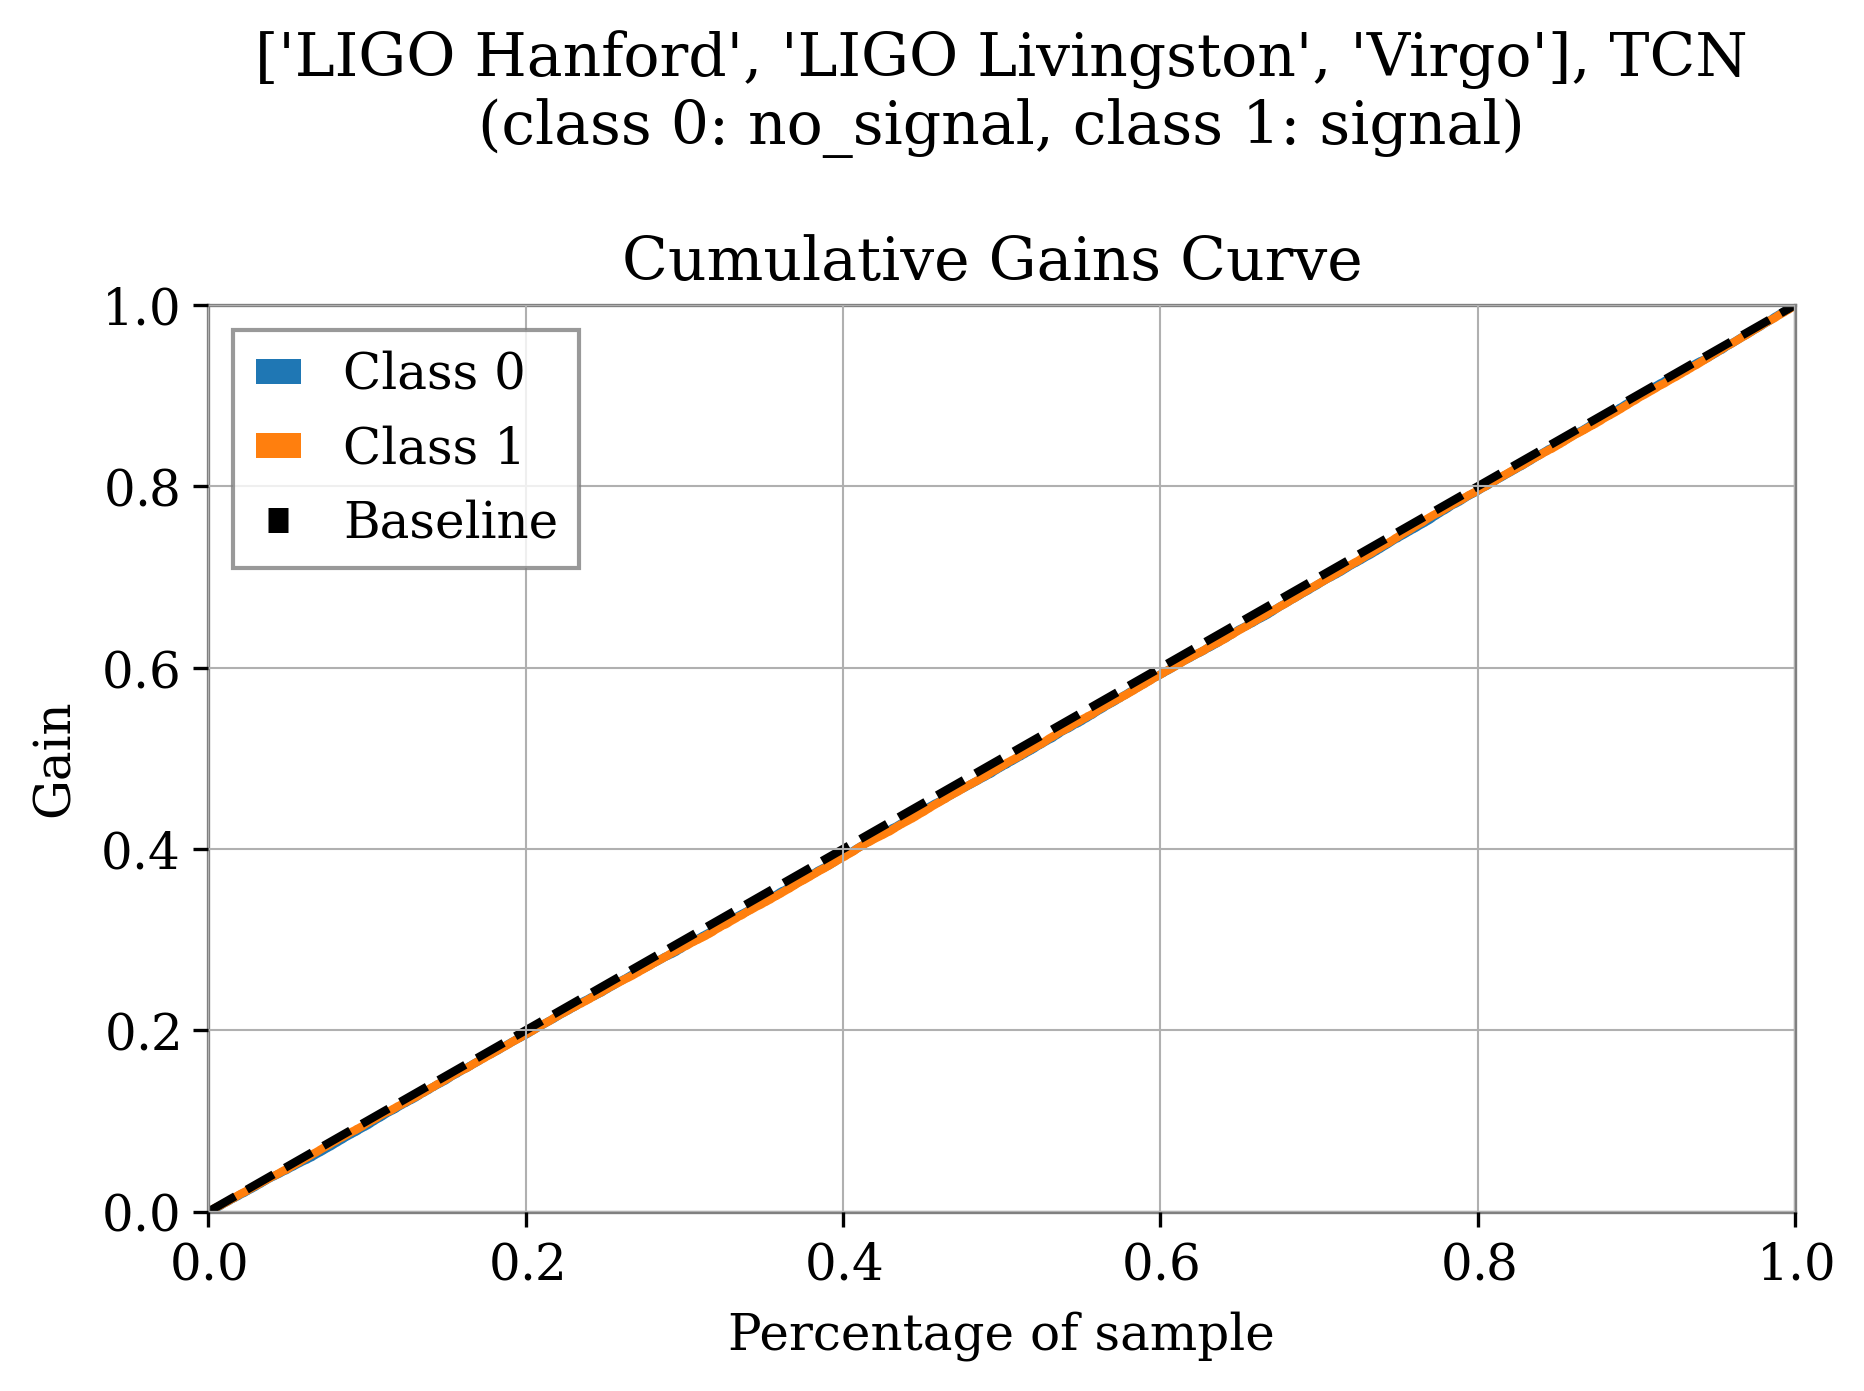 ['LIGO Hanford', 'LIGO Livingston', 'Virgo'], TCN
(class 0: no_signal, class 1: signal)
Cumulative Gains Curve
1.0
0.8
0.6
0.4
0.2
0.0
Gain
Class 0
Class 1
Baseline
0.0 0.2 0.4 0.6 0.8 1.0
Percentage of sample